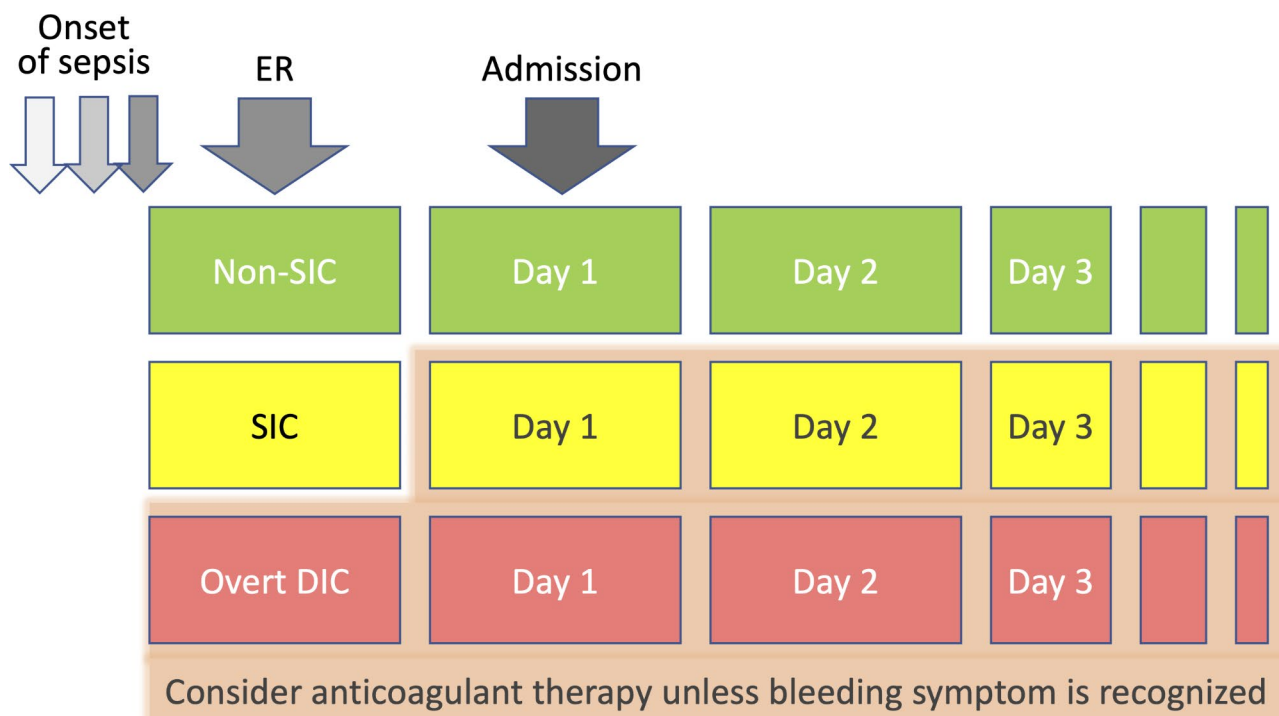 Onset
of sepsis
ER
Admission
Non-SIC
Day 1
Day 2
Day 3
SIC
Day 1
Day 2
Day 3
Overt DIC
Day 1
Day 2
Day 3
Consider anticoagulant therapy unless bleeding symptom is recognized